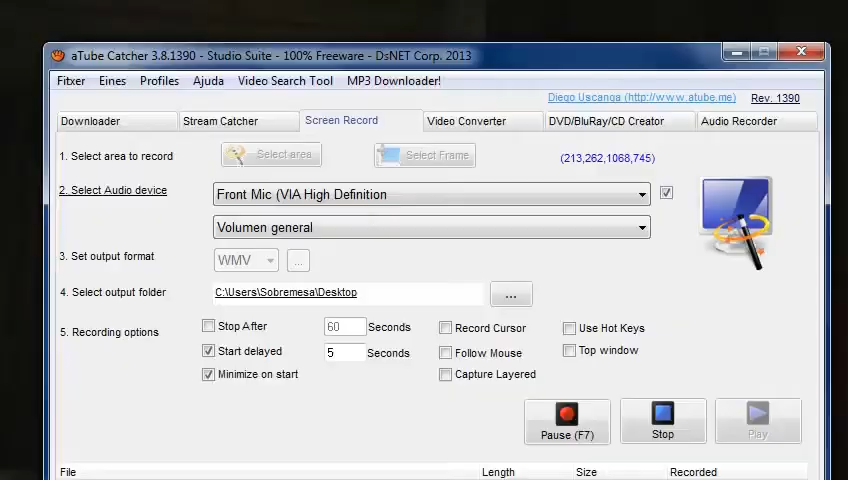 aTube Catcher 3.8.1390 - Studio Suite - 100% Freeware - DsNET Corp. 2013
Fitxer Eines Profiles Ajuda Video Search Tool MP3 Downloader!
Diego Uscanga (http://www.atube.me) Rev. 1390
Downloader Stream Catcher Screen Record Video Converter DVD/BluRay/CD Creator Audio Recorder
1. Select area to record Select area Select Frame (213,262,1068,745)
2. Select Audio device Front Mic (VIA High Definition
Volumen general
3. Set output format WMV ...
4. Select output folder C:\Users\Sobremesa\Desktop ...
5. Recording options Stop After 60 Seconds Record Cursor Use Hot Keys
Start delayed 5 Seconds Follow Mouse Top window
Minimize on start Capture Layered
Pause (F7) Stop Play
File Length Size Recorded